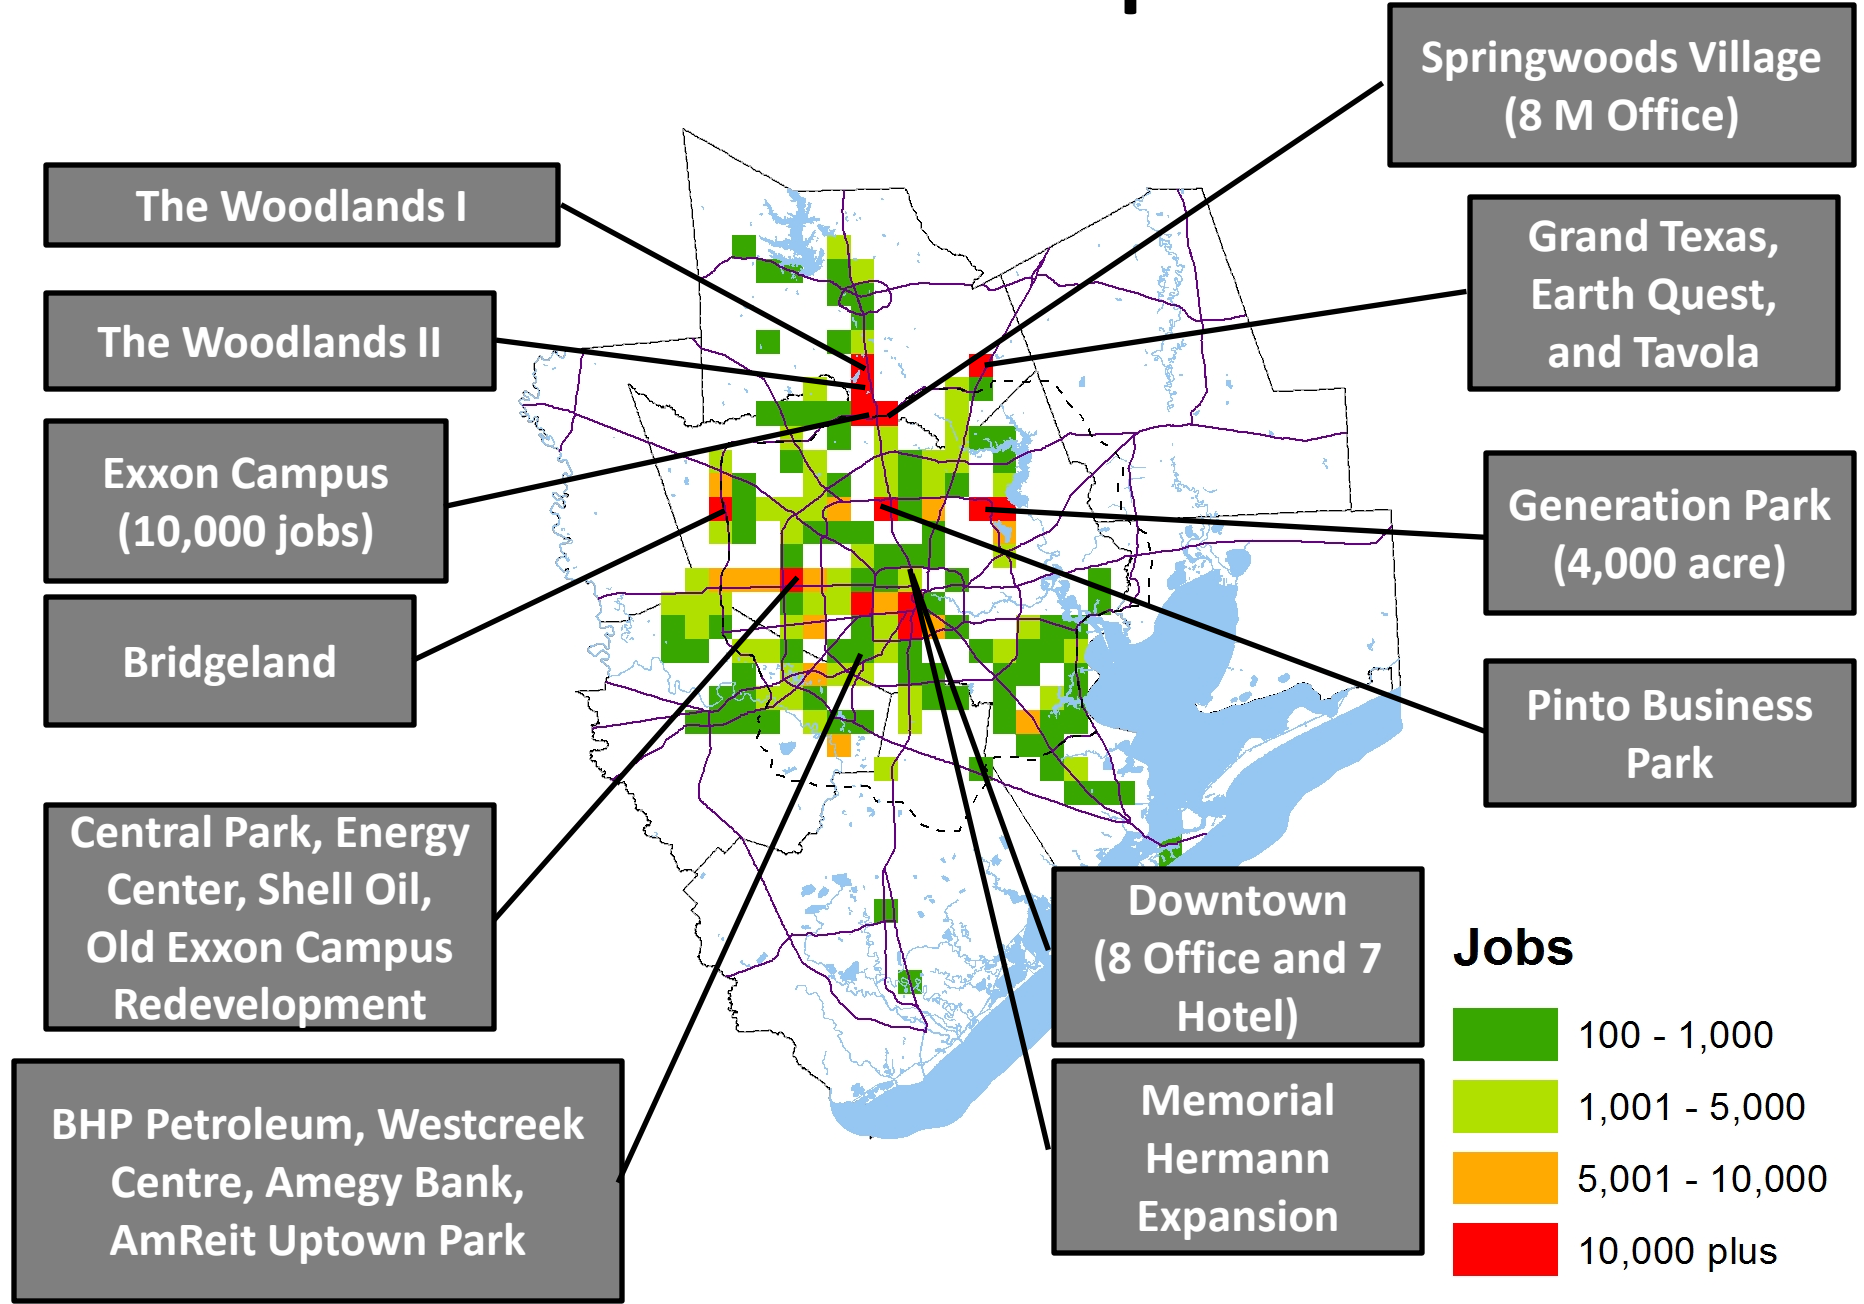 Springwoods Village
(8 M Office)
The Woodlands I
Grand Texas,
Earth Quest,
and Tavola
The Woodlands II
Exxon Campus
(10,000 jobs)
Generation Park
(4,000 acre)
Bridgeland
Pinto Business
Park
Central Park, Energy
Center, Shell Oil,
Old Exxon Campus
Redevelopment
Downtown
(8 Office and 7
Hotel)
BHP Petroleum, Westcreek
Centre, Amegy Bank,
AmReit Uptown Park
Memorial
Hermann
Expansion
Jobs
100 - 1,000
1,001 - 5,000
5,001 - 10,000
10,000 plus